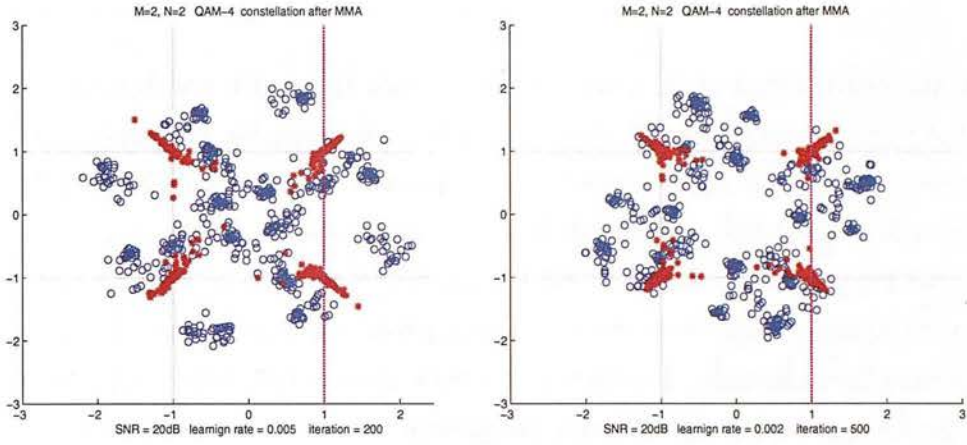 M=2, N=2 QAM-4 constellation after MMA
3
2
1
0
−1
−2
−3
−3 −2 −1 0 1 2
SNR = 20dB learnign rate = 0.005 iteration = 200
M=2, N=2 QAM-4 constellation after MMA
3
2
1
0
−1
−2
−3
−3 −2 −1 0 1 2 3
SNR = 20dB learnign rate = 0.002 iteration = 500